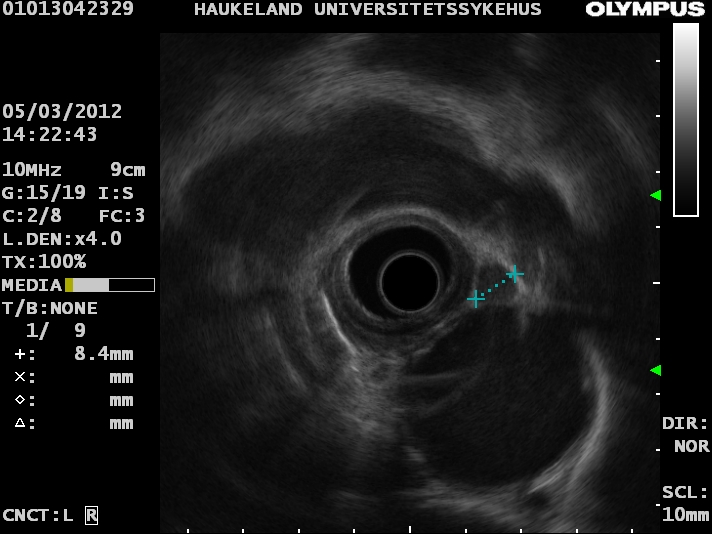 01013042329 HAUKELAND UNIVERSITETSSYKEHUS OLYMPUS
05/03/2012
14:22:43
10MHz 9cm
G:15/19 I:S
C:2/8 FC:3
L.DEN:x4.0
TX:100%
MEDIA
T/B:NONE
1/ 9
+: 8.4mm
×: mm
◇: mm
△: mm
DIR:
NOR
SCL:
10mm
CNCT:L R